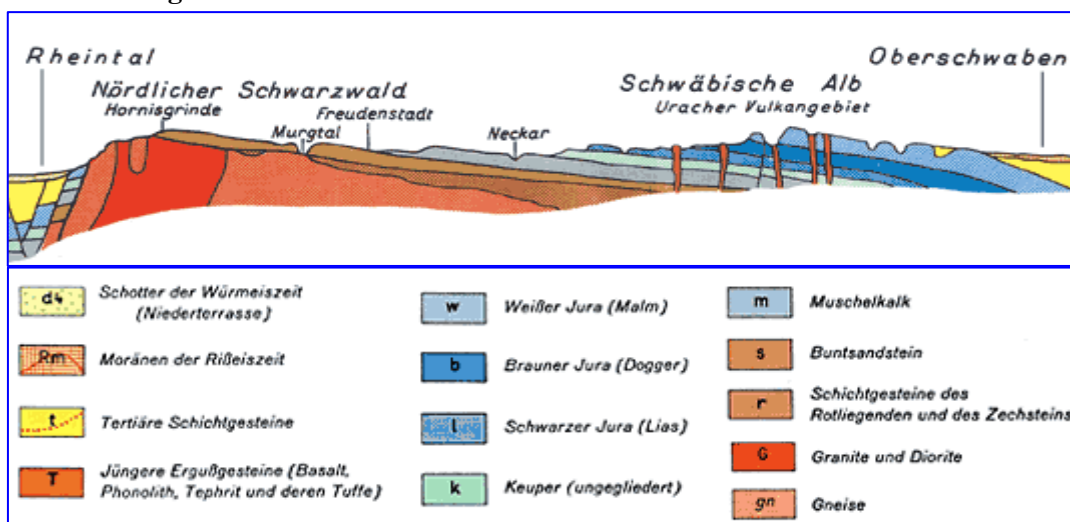 Rheintal
Oberschwaben
Nördlicher Schwarzwald
Schwäbische Alb
Hornisgrinde
Freudenstadt
Uracher Vulkangebiet
Murgtal
Neckar
d4 Schotter der Würmeiszeit
(Niederterrasse)
Rm Moränen der Rißeiszeit
t Tertiäre Schichtgesteine
T Jüngere Ergußgesteine (Basalt,
Phonolith, Tephrit und deren Tuffe)
w Weißer Jura (Malm)
b Brauner Jura (Dogger)
l Schwarzer Jura (Lias)
k Keuper (ungegliedert)
m Muschelkalk
s Buntsandstein
r Schichtgesteine des
Rotliegenden und des Zechsteins
G Granite und Diorite
gn Gneise